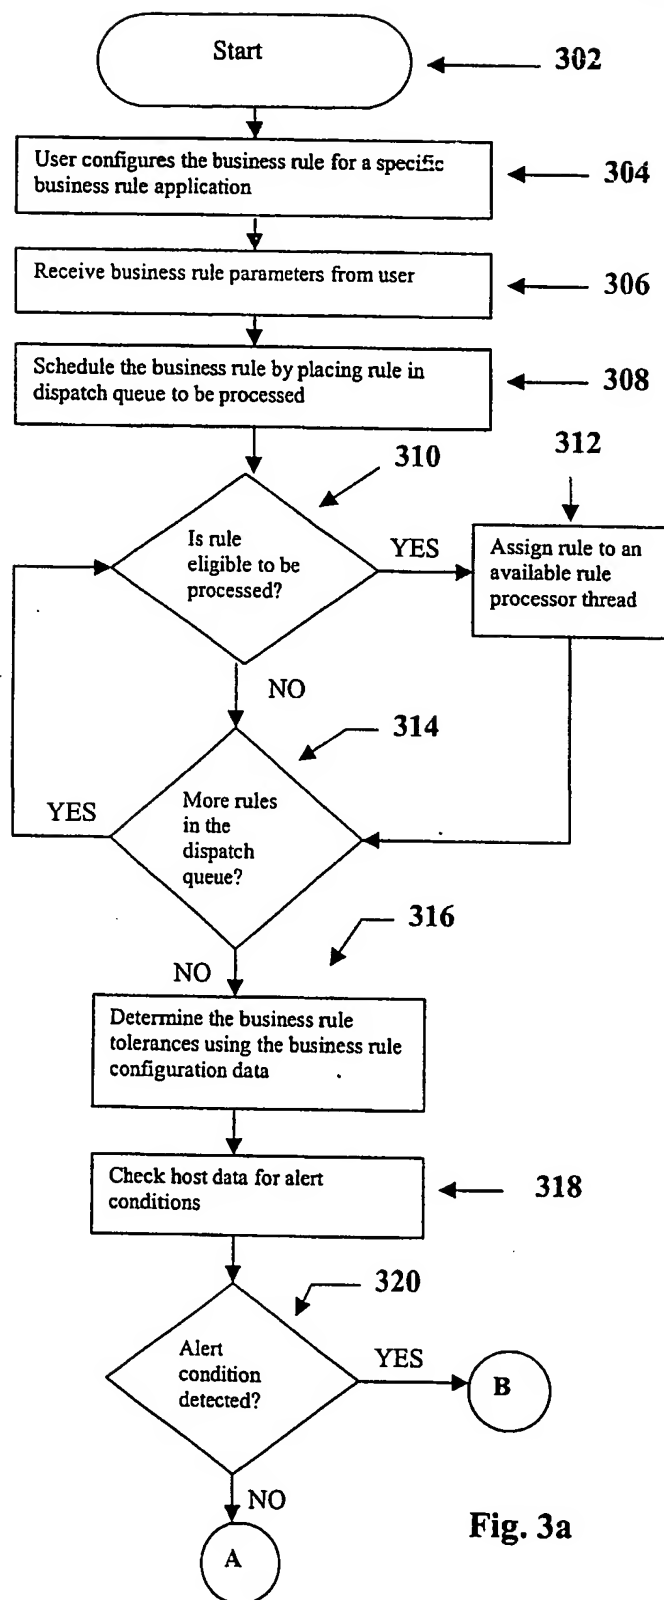 Start
302
User configures the business rule for a specific
business rule application
304
Receive business rule parameters from user
306
Schedule the business rule by placing rule in
dispatch queue to be processed
308
310
312
Is rule
eligible to be
processed?
YES
Assign rule to an
available rule
processor thread
NO
314
YES
More rules
in the
dispatch
queue?
316
NO
Determine the business rule
tolerances using the business rule
configuration data
Check host data for alert
conditions
318
320
Alert
condition
detected?
YES
B
NO
A
Fig. 3a